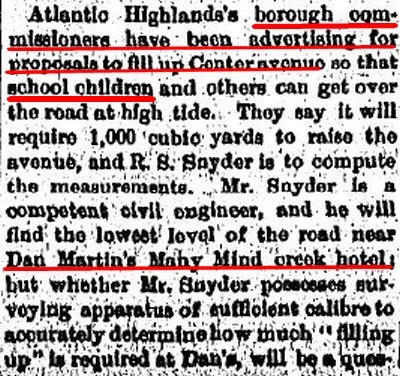 Atlantic Highlands's borough com-
missioners have been advertising for
proposals to fill up Center avenue so that
school children and others can get over
the road at high tide. They say it will
require 1,000 cubic yards to raise the
avenue, and R. S. Snyder is to compute
the measurements. Mr. Snyder is a
competent civil engineer, and he will
find the lowest level of the road near
Dan Martin's Many Mind creek hotel;
but whether Mr. Snyder possesses sur-
veying apparatus of sufficient calibre to
accurately determine how much "filling
up" is required at Dan's, will be a ques-